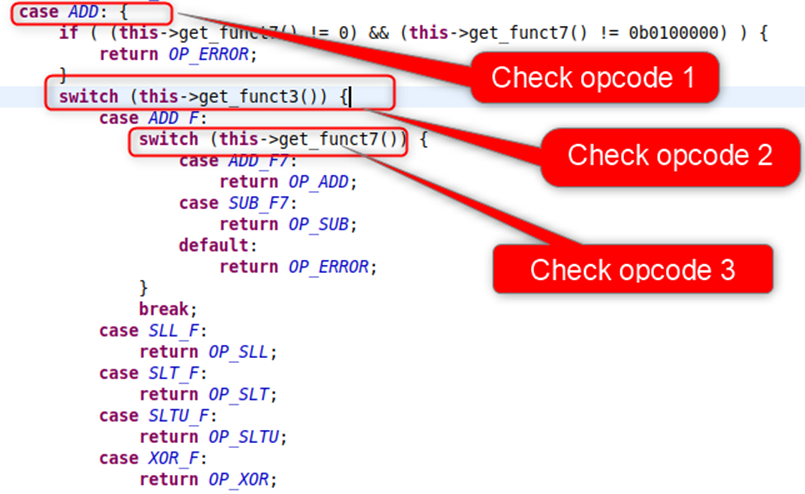 case ADD: {
if ( (this->get_funct7() != 0) && (this->get_funct7() != 0b0100000) ) {
return OP_ERROR;
}
switch (this->get_funct3()) {
case ADD_F:
switch (this->get_funct7()) {
case ADD_F7:
return OP_ADD;
case SUB_F7:
return OP_SUB;
default:
return OP_ERROR;
}
break;
case SLL_F:
return OP_SLL;
case SLT_F:
return OP_SLT;
case SLTU_F:
return OP_SLTU;
case XOR_F:
return OP_XOR;
Check opcode 1
Check opcode 2
Check opcode 3